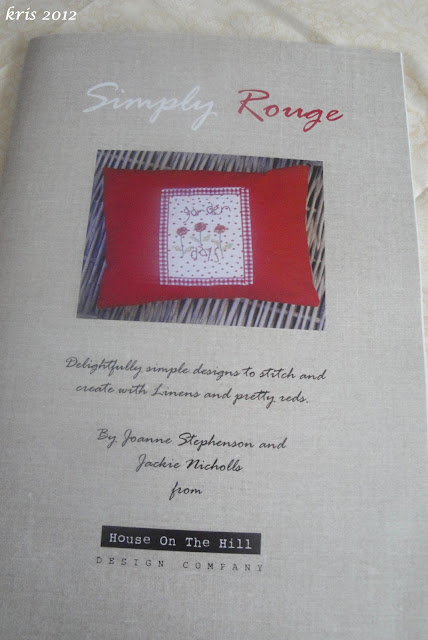 kris 2012
Simply Rouge
garden
days
Delightfully simple designs to stitch and
create with Linens and pretty reds.
By Joanne Stephenson and
Jackie Nicholls
from
House On The Hill
DESIGN COMPANY